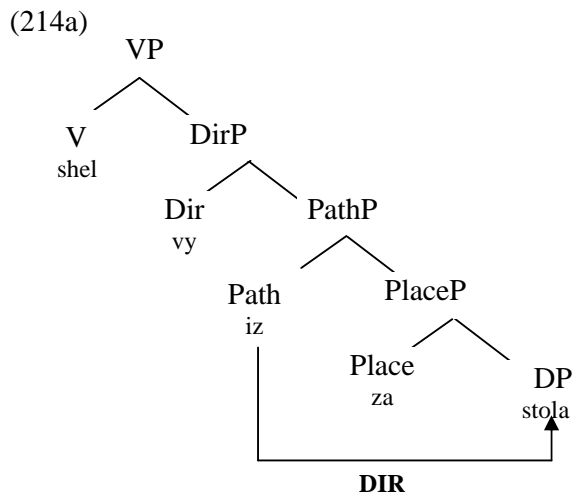 (214a)
VP
V DirP
shel
Dir PathP
vy
Path PlaceP
iz
Place DP
za stola
DIR